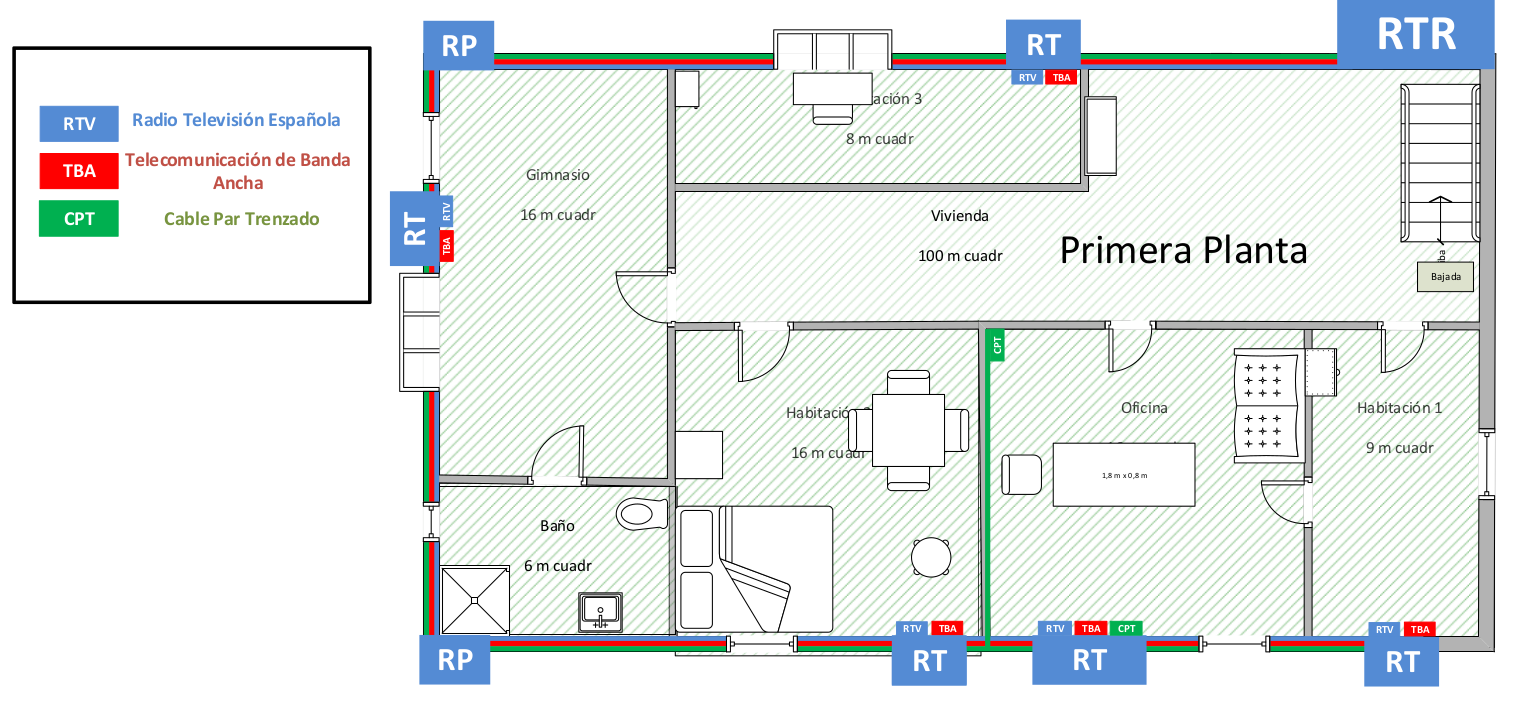 RTV
Radio Televisión Española
TBA
Telecomunicación de Banda
Ancha
CPT
Cable Par Trenzado
RP
RT
RTR
RTV
TBA
ación 3
8 m cuadr
Gimnasio
16 m cuadr
RT
RTV
TBA
Vivienda
100 m cuadr
Primera Planta
Bajada
CPT
Habitación
16 m cuadr
Oficina
1,8 m x 0,8 m
Habitación 1
9 m cuadr
Baño
6 m cuadr
RTV
TBA
RTV
TBA
CPT
RTV
TBA
RP
RT
RT
RT